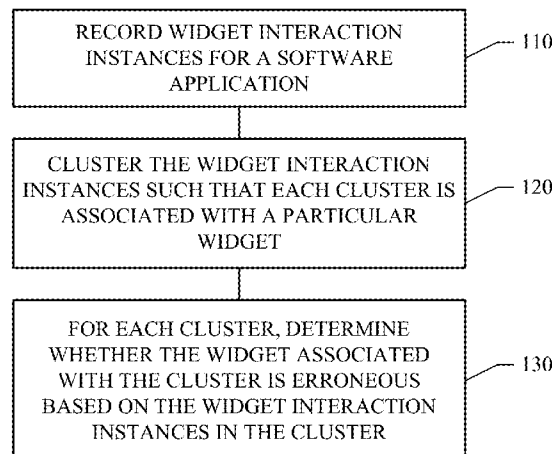 RECORD WIDGET INTERACTION
INSTANCES FOR A SOFTWARE
APPLICATION
110
CLUSTER THE WIDGET INTERACTION
INSTANCES SUCH THAT EACH CLUSTER IS
ASSOCIATED WITH A PARTICULAR
WIDGET
120
FOR EACH CLUSTER, DETERMINE
WHETHER THE WIDGET ASSOCIATED
WITH THE CLUSTER IS ERRONEOUS
BASED ON THE WIDGET INTERACTION
INSTANCES IN THE CLUSTER
130